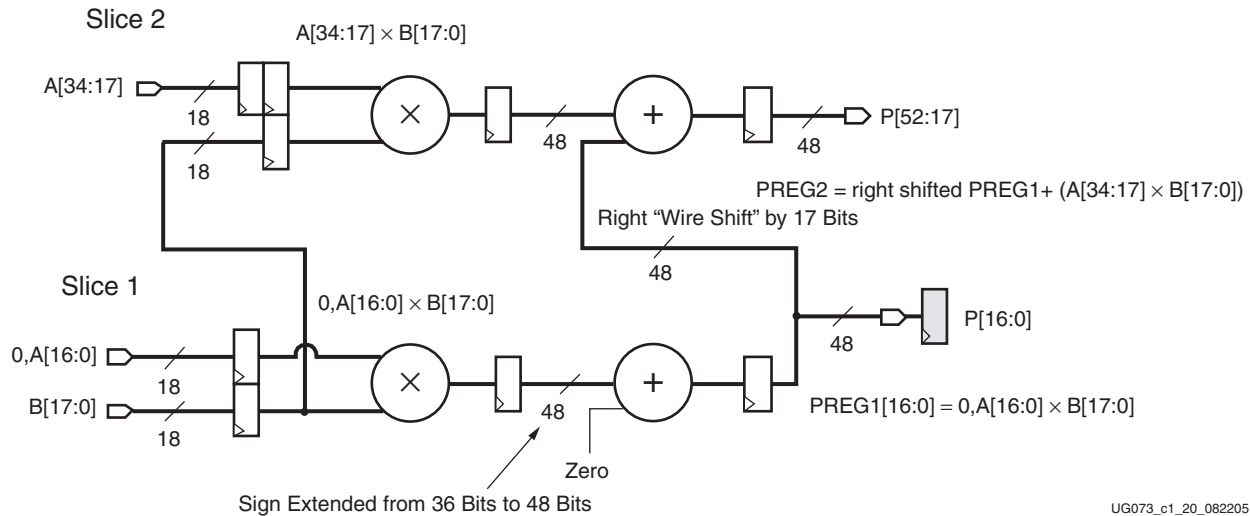 Slice 2
A[34:17] × B[17:0]
A[34:17]
18
×
48
+
48
P[52:17]
18
PREG2 = right shifted PREG1+ (A[34:17] × B[17:0])
Right “Wire Shift” by 17 Bits
48
Slice 1
0,A[16:0] × B[17:0]
48
P[16:0]
0,A[16:0]
18
×
48
+
B[17:0]
18
PREG1[16:0] = 0,A[16:0] × B[17:0]
Zero
Sign Extended from 36 Bits to 48 Bits
UG073_c1_20_082205